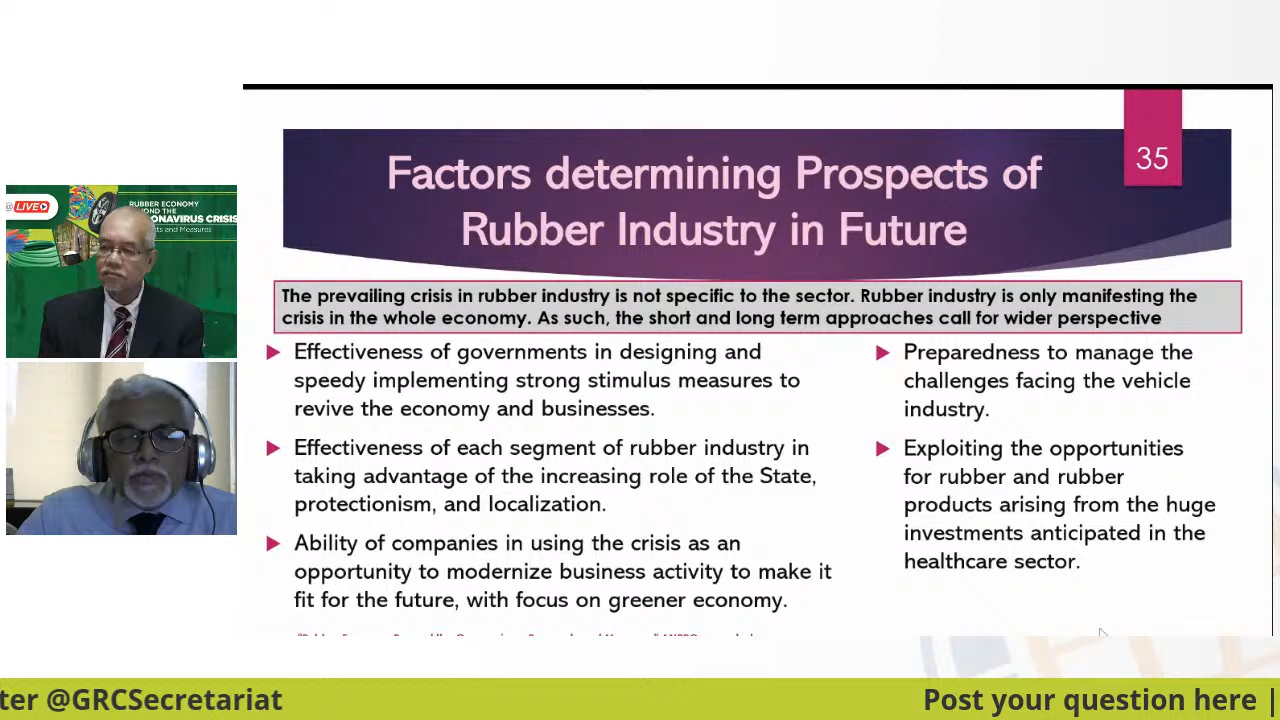 @ LIVE
RUBBER ECONOMY
THE
CORONAVIRUS CRISIS
and Measures
35
Factors determining Prospects of
Rubber Industry in Future
The prevailing crisis in rubber industry is not specific to the sector. Rubber industry is only manifesting the
crisis in the whole economy. As such, the short and long term approaches call for wider perspective
Effectiveness of governments in designing and
speedy implementing strong stimulus measures to
revive the economy and businesses.
Effectiveness of each segment of rubber industry in
taking advantage of the increasing role of the State,
protectionism, and localization.
Ability of companies in using the crisis as an
opportunity to modernize business activity to make it
fit for the future, with focus on greener economy.
Preparedness to manage the
challenges facing the vehicle
industry.
Exploiting the opportunities
for rubber and rubber
products arising from the huge
investments anticipated in the
healthcare sector.
ter @GRCSecretariat
Post your question here |